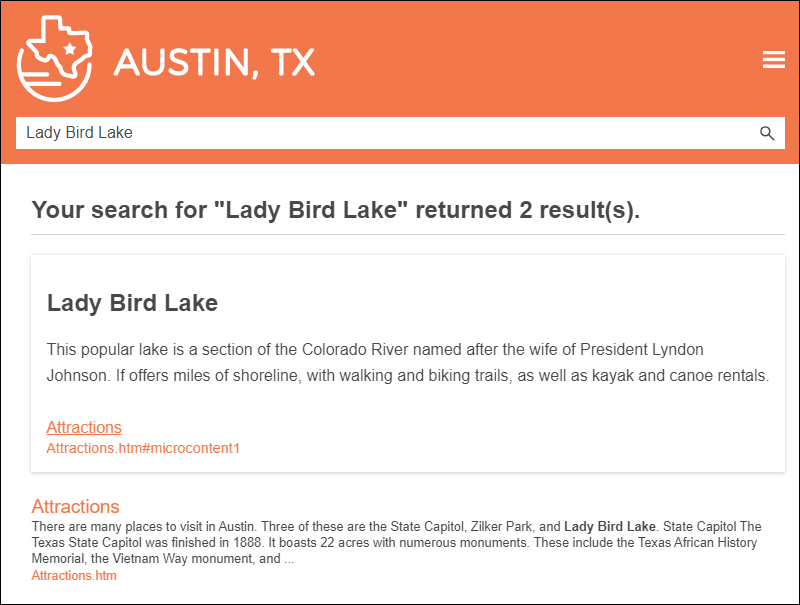 AUSTIN, TX
Lady Bird Lake
Your search for "Lady Bird Lake" returned 2 result(s).
Lady Bird Lake
This popular lake is a section of the Colorado River named after the wife of President Lyndon
Johnson. If offers miles of shoreline, with walking and biking trails, as well as kayak and canoe rentals.
Attractions
Attractions.htm#microcontent1
Attractions
There are many places to visit in Austin. Three of these are the State Capitol, Zilker Park, and Lady Bird Lake. State Capitol The
Texas State Capitol was finished in 1888. It boasts 22 acres with numerous monuments. These include the Texas African History
Memorial, the Vietnam Way monument, and ...
Attractions.htm